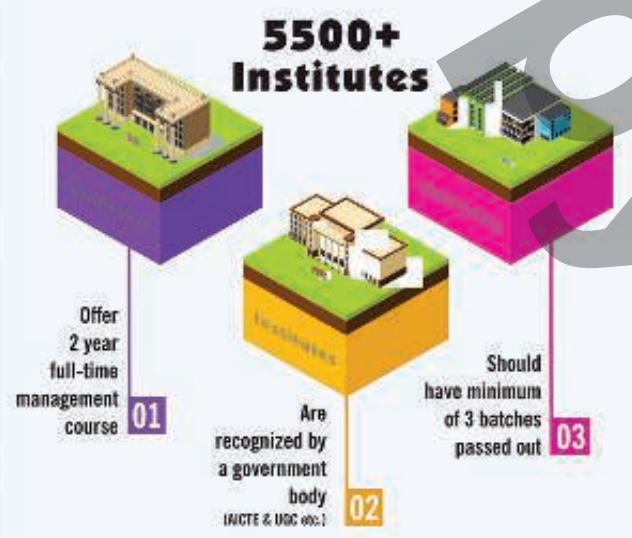 5500+
Institutes
Offer
2 year
full-time
management
course
01
Institutes
Are
recognized by
a government
body
(AICTE & UGC etc.)
02
Should
have minimum
of 3 batches
passed out
03